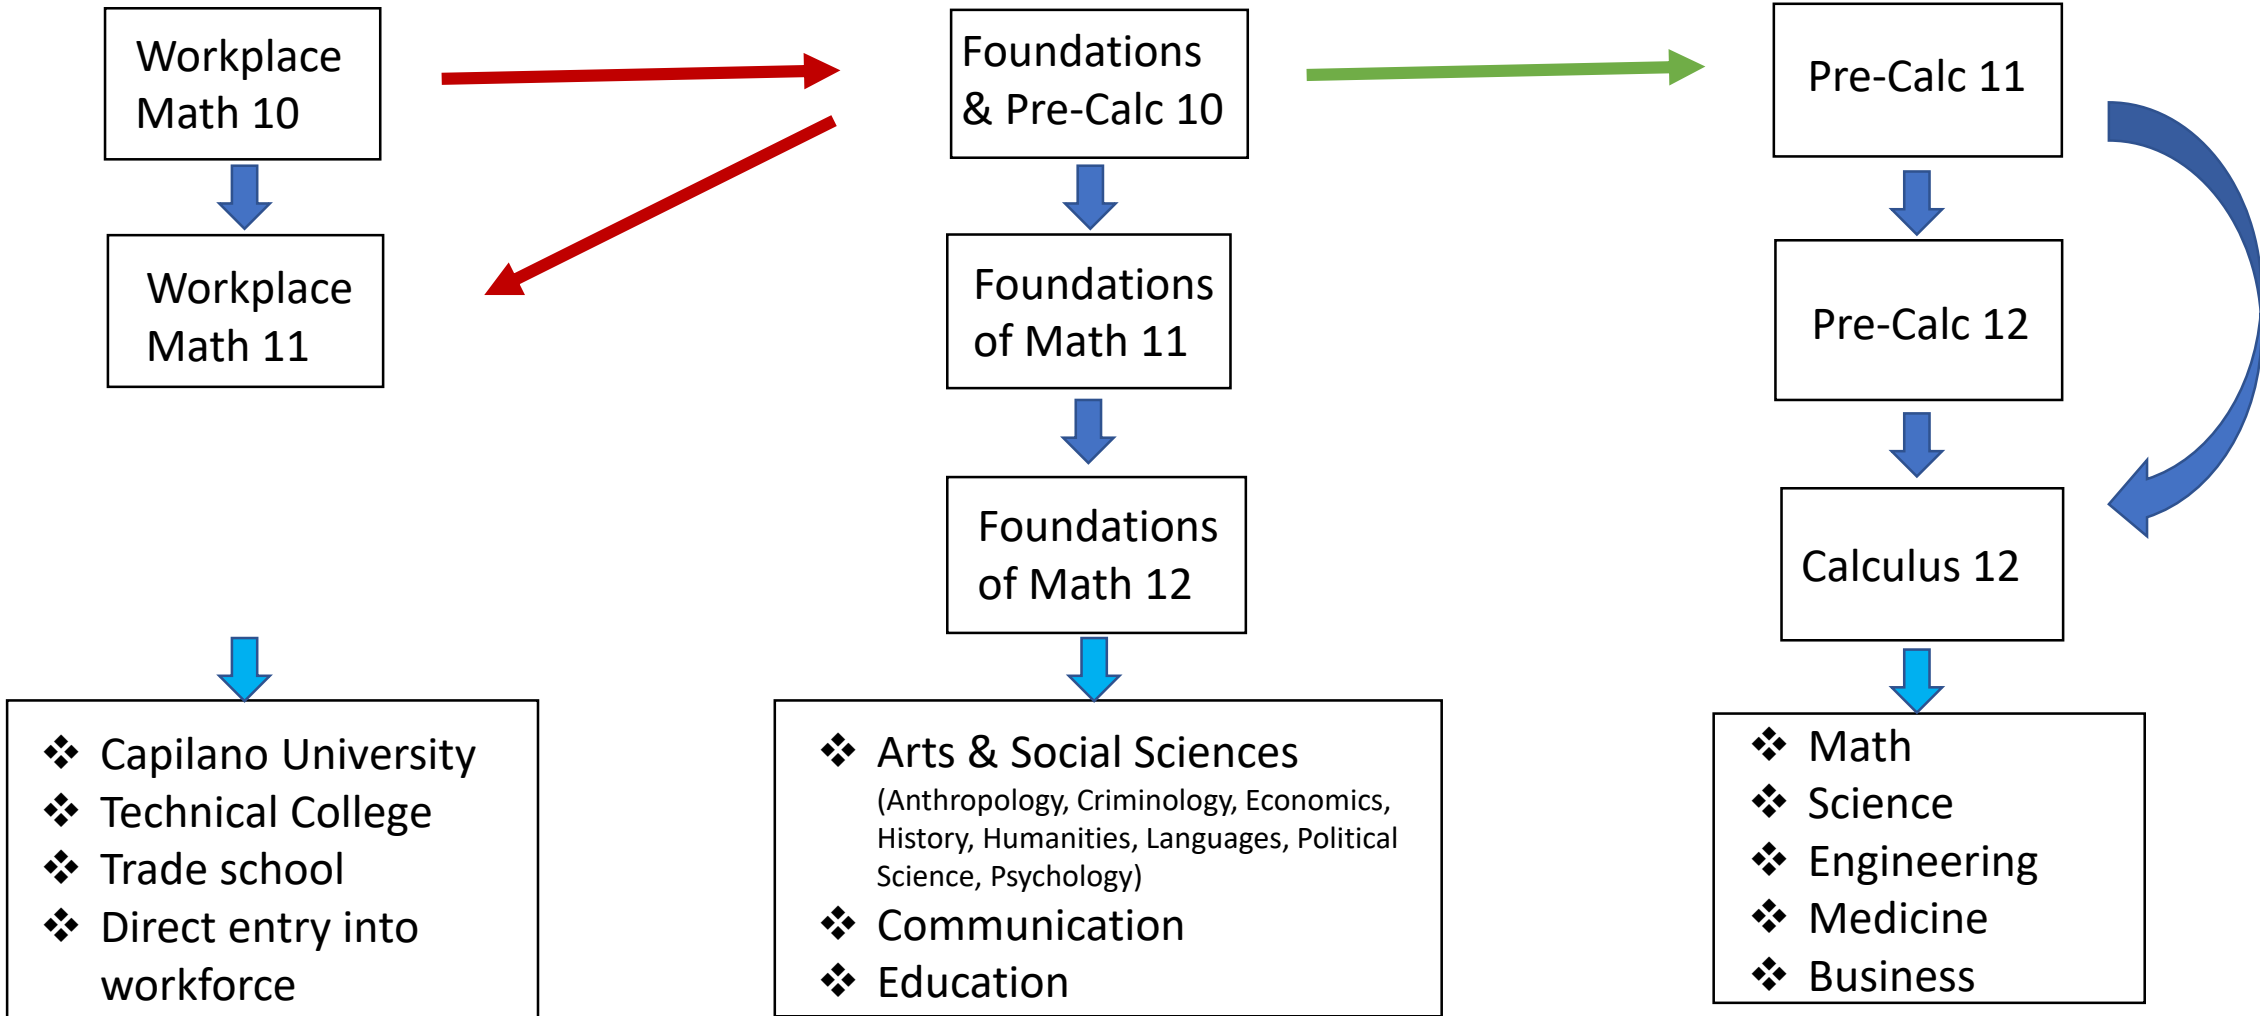 Workplace
Math 10
Foundations
& Pre-Calc 10
Pre-Calc 11
Workplace
Math 11
Foundations
of Math 11
Pre-Calc 12
Foundations
of Math 12
Calculus 12
❖ Capilano University
❖ Technical College
❖ Trade school
❖ Direct entry into
workforce
❖ Arts & Social Sciences
(Anthropology, Criminology, Economics,
History, Humanities, Languages, Political
Science, Psychology)
❖ Communication
❖ Education
❖ Math
❖ Science
❖ Engineering
❖ Medicine
❖ Business